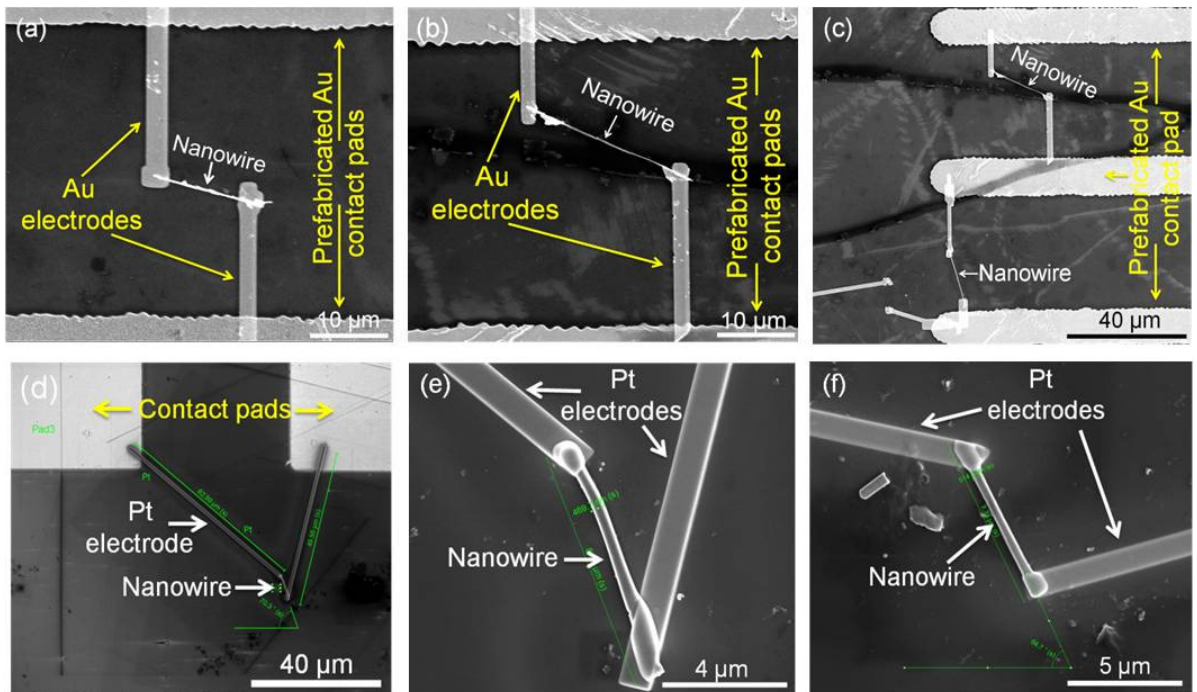 (a)
Nanowire
Au
electrodes
Prefabricated Au
contact pads
10 µm
(b)
Nanowire
Au
electrodes
Prefabricated Au
contact pads
10 µm
(c)
Nanowire
Nanowire
Prefabricated Au
contact pad
40 µm
(d)
Contact pads
Pad3
Pt
Pt
Pt
electrode
Nanowire
40 µm
(e)
Pt
electrodes
Nanowire
4 µm
(f)
Pt
electrodes
Nanowire
5 µm